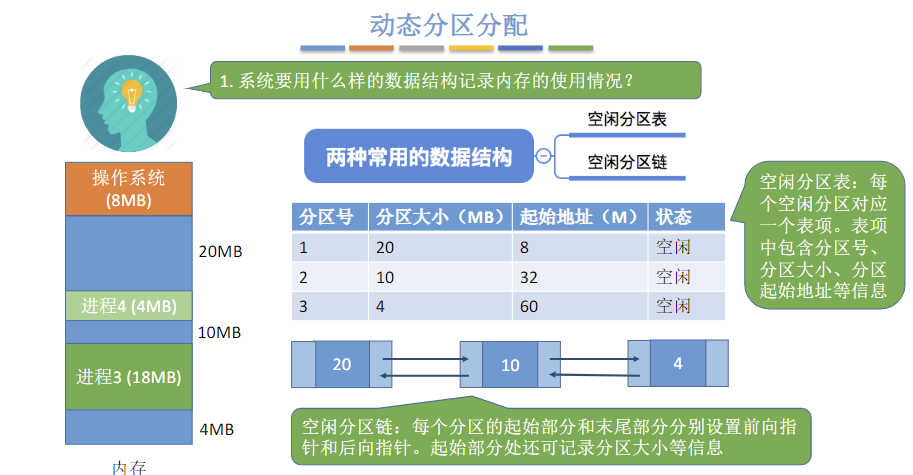 动态分区分配
1. 系统要用什么样的数据结构记录内存的使用情况？
两种常用的数据结构
空闲分区表
空闲分区链
操作系统
(8MB)
20MB
进程4 (4MB)
10MB
进程3 (18MB)
4MB
内存
分区号 分区大小（MB） 起始地址（M） 状态
1 20 8 空闲
2 10 32 空闲
3 4 60 空闲
空闲分区表：每
个空闲分区对应
一个表项。表项
中包含分区号、
分区大小、分区
起始地址等信息
20 10 4
空闲分区链：每个分区的起始部分和末尾部分分别设置前向指
针和后向指针。起始部分处还可记录分区大小等信息